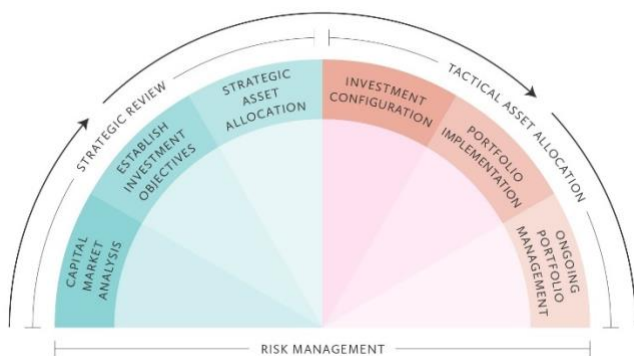 STRATEGIC REVIEW
TACTICAL ASSET ALLOCATION
CAPITAL
MARKET
ANALYSIS
ESTABLISH
INVESTMENT
OBJECTIVES
STRATEGIC
ASSET
ALLOCATION
INVESTMENT
CONFIGURATION
PORTFOLIO
IMPLEMENTATION
ONGOING
PORTFOLIO
MANAGEMENT
RISK MANAGEMENT